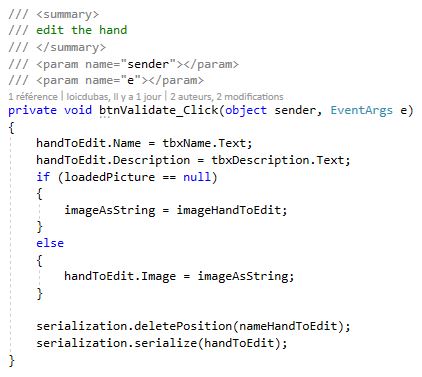 /// <summary>
/// edit the hand
/// </summary>
/// <param name="sender"></param>
/// <param name="e"></param>
1 référence | loicdubas, Il y a 1 jour | 2 auteurs, 2 modifications
private void btnValidate_Click(object sender, EventArgs e)
{
    handToEdit.Name = tbxName.Text;
    handToEdit.Description = tbxDescription.Text;
    if (loadedPicture == null)
    {
        imageAsString = imageHandToEdit;
    }
    else
    {
        handToEdit.Image = imageAsString;
    }

    serialization.deletePosition(nameHandToEdit);
    serialization.serialize(handToEdit);
}